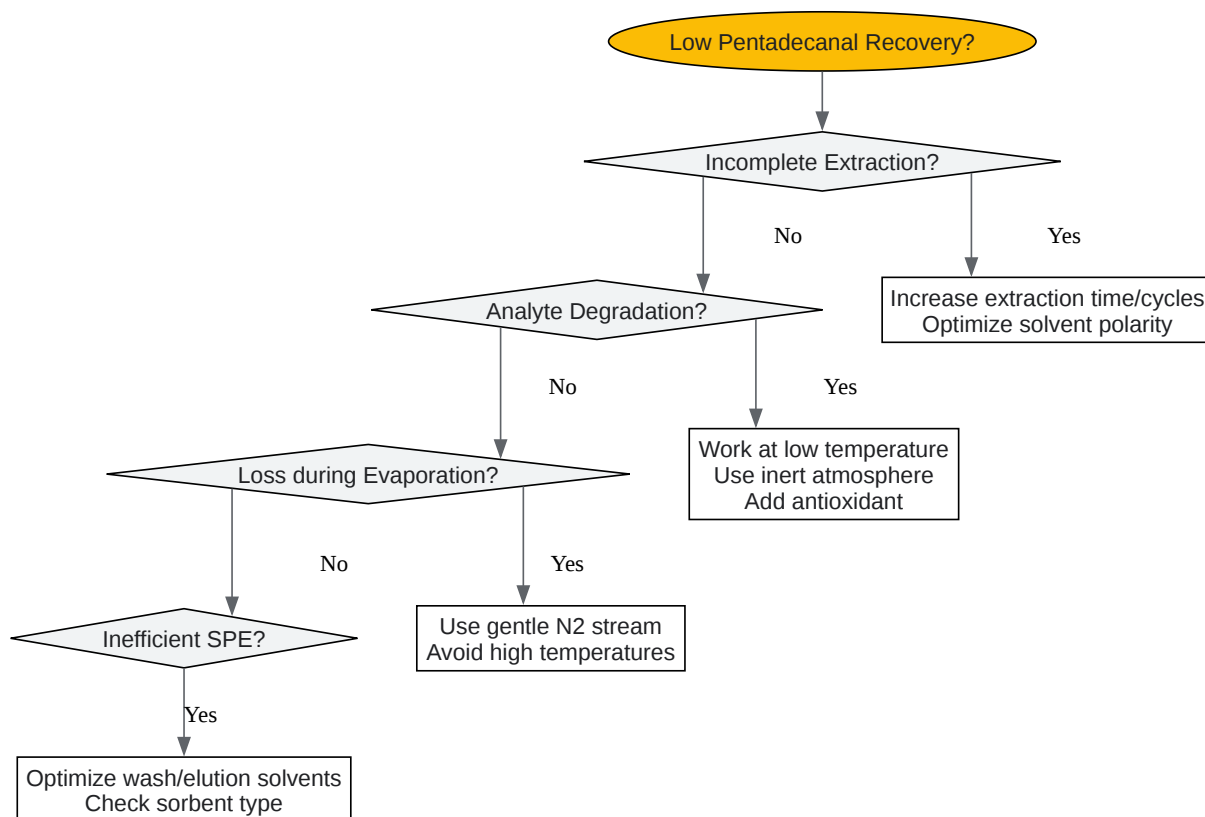 Low Pentadecanal Recovery?
Incomplete Extraction?
No
Yes
Increase extraction time/cycles
Optimize solvent polarity
Analyte Degradation?
No
Yes
Work at low temperature
Use inert atmosphere
Add antioxidant
Loss during Evaporation?
No
Yes
Use gentle N2 stream
Avoid high temperatures
Inefficient SPE?
Yes
Optimize wash/elution solvents
Check sorbent type